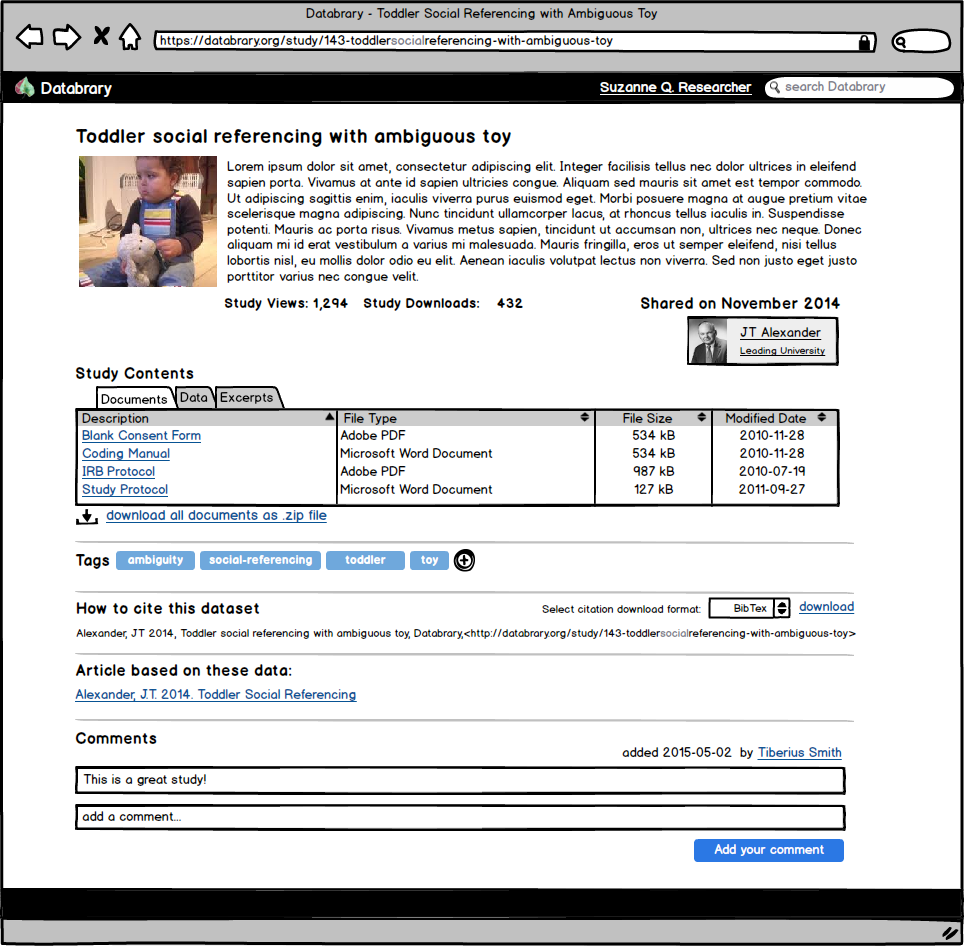 Databrary - Toddler Social Referencing with Ambiguous Toy
https://databrary.org/study/143-toddlersocialreferencing-with-ambiguous-toy
Databrary
Suzanne Q. Researcher
search Databrary
Toddler social referencing with ambiguous toy
Lorem ipsum dolor sit amet, consectetur adipiscing elit. Integer facilisis tellus nec dolor ultrices in eleifend
sapien porta. Vivamus at ante id sapien ultricies congue. Aliquam sed mauris sit amet est tempor commodo.
Ut adipiscing sagittis enim, iaculis viverra purus euismod eget. Morbi posuere magna at augue pretium vitae
scelerisque magna adipiscing. Nunc tincidunt ullamcorper lacus, at rhoncus tellus iaculis in. Suspendisse
potenti. Mauris ac porta risus. Vivamus metus sapien, tincidunt ut accumsan non, ultrices nec neque. Donec
aliquam mi id erat vestibulum a varius mi malesuada. Mauris fringilla, eros ut semper eleifend, nisi tellus
lobortis nisl, eu mollis dolor odio eu elit. Aenean iaculis volutpat lectus non viverra. Sed non justo eget justo
porttitor varius nec congue velit.
Study Views: 1,294 Study Downloads: 432
Shared on November 2014
JT Alexander
Leading University
Study Contents
Documents Data Excerpts
Description File Type File Size Modified Date
Blank Consent Form Adobe PDF 534 kB 2010-11-28
Coding Manual Microsoft Word Document 534 kB 2010-11-28
IRB Protocol Adobe PDF 987 kB 2010-07-19
Study Protocol Microsoft Word Document 127 kB 2011-09-27
download all documents as .zip file
Tags ambiguity social-referencing toddler toy
How to cite this dataset
Select citation download format: BibTex download
Alexander, JT 2014, Toddler social referencing with ambiguous toy, Databrary,<http://databrary.org/study/143-toddlersocialreferencing-with-ambiguous-toy>
Article based on these data:
Alexander, J.T. 2014. Toddler Social Referencing
Comments
added 2015-05-02 by Tiberius Smith
This is a great study!
add a comment...
Add your comment